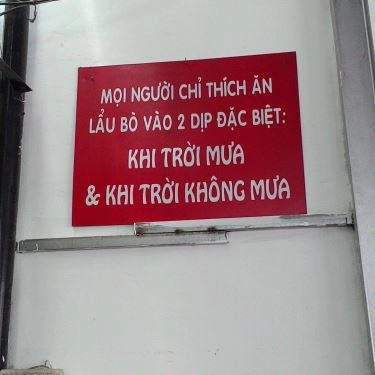 MỌI NGƯỜI CHỈ THÍCH ĂN
LẨU BÒ VÀO 2 DỊP ĐẶC BIỆT:
KHI TRỜI MƯA
& KHI TRỜI KHÔNG MƯA